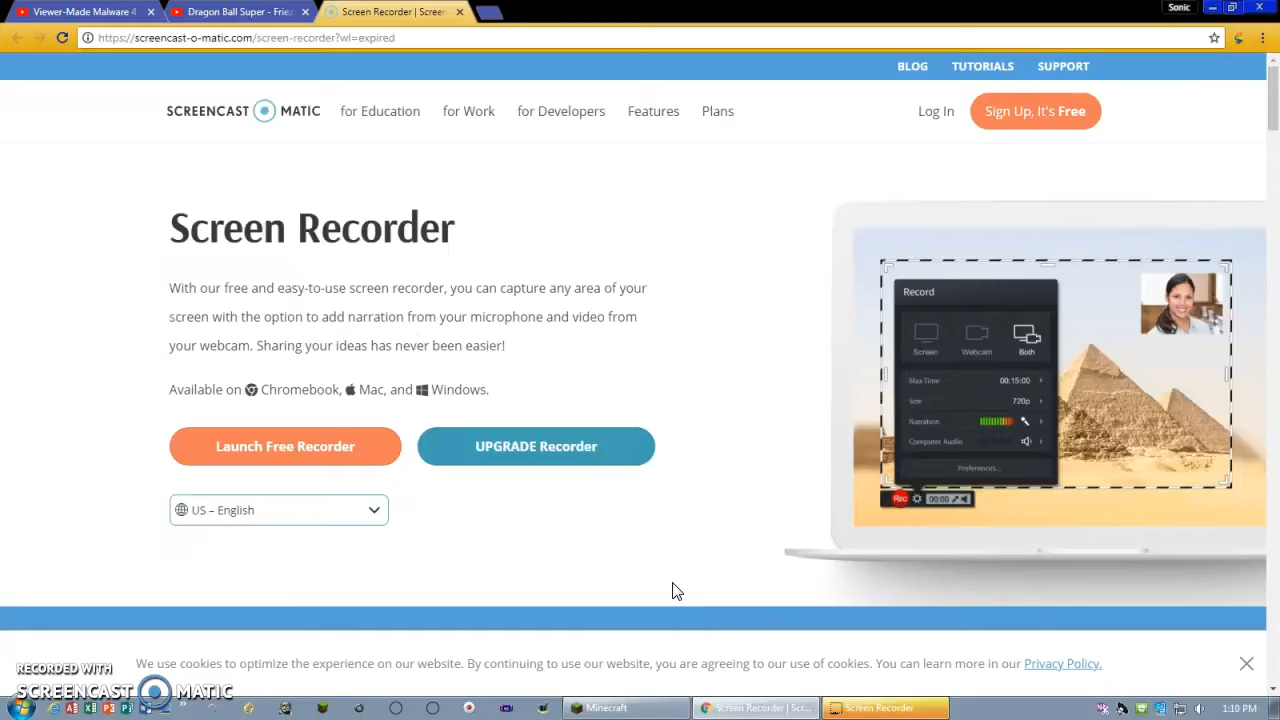 Viewer-Made Malware 4
Dragon Ball Super - Friez
Screen Recorder | Screen
Sonic
https://screencast-o-matic.com/screen-recorder?wl=expired
BLOG TUTORIALS SUPPORT
SCREENCAST MATIC for Education for Work for Developers Features Plans Log In Sign Up, It's Free
Screen Recorder
With our free and easy-to-use screen recorder, you can capture any area of your
screen with the option to add narration from your microphone and video from
your webcam. Sharing your ideas has never been easier!
Available on Chromebook, Mac, and Windows.
Launch Free Recorder UPGRADE Recorder
US – English
Record
Screen Webcam Both
Max Time 00:15:00
Size 720p
Narration
Computer Audio
Preferences...
Rec 00:00
We use cookies to optimize the experience on our website. By continuing to use our website, you are agreeing to our use of cookies. You can learn more in our Privacy Policy.
RECORDED WITH
SCREENCAST MATIC
Minecraft
Screen Recorder | Scr...
Screen Recorder
1:10 PM